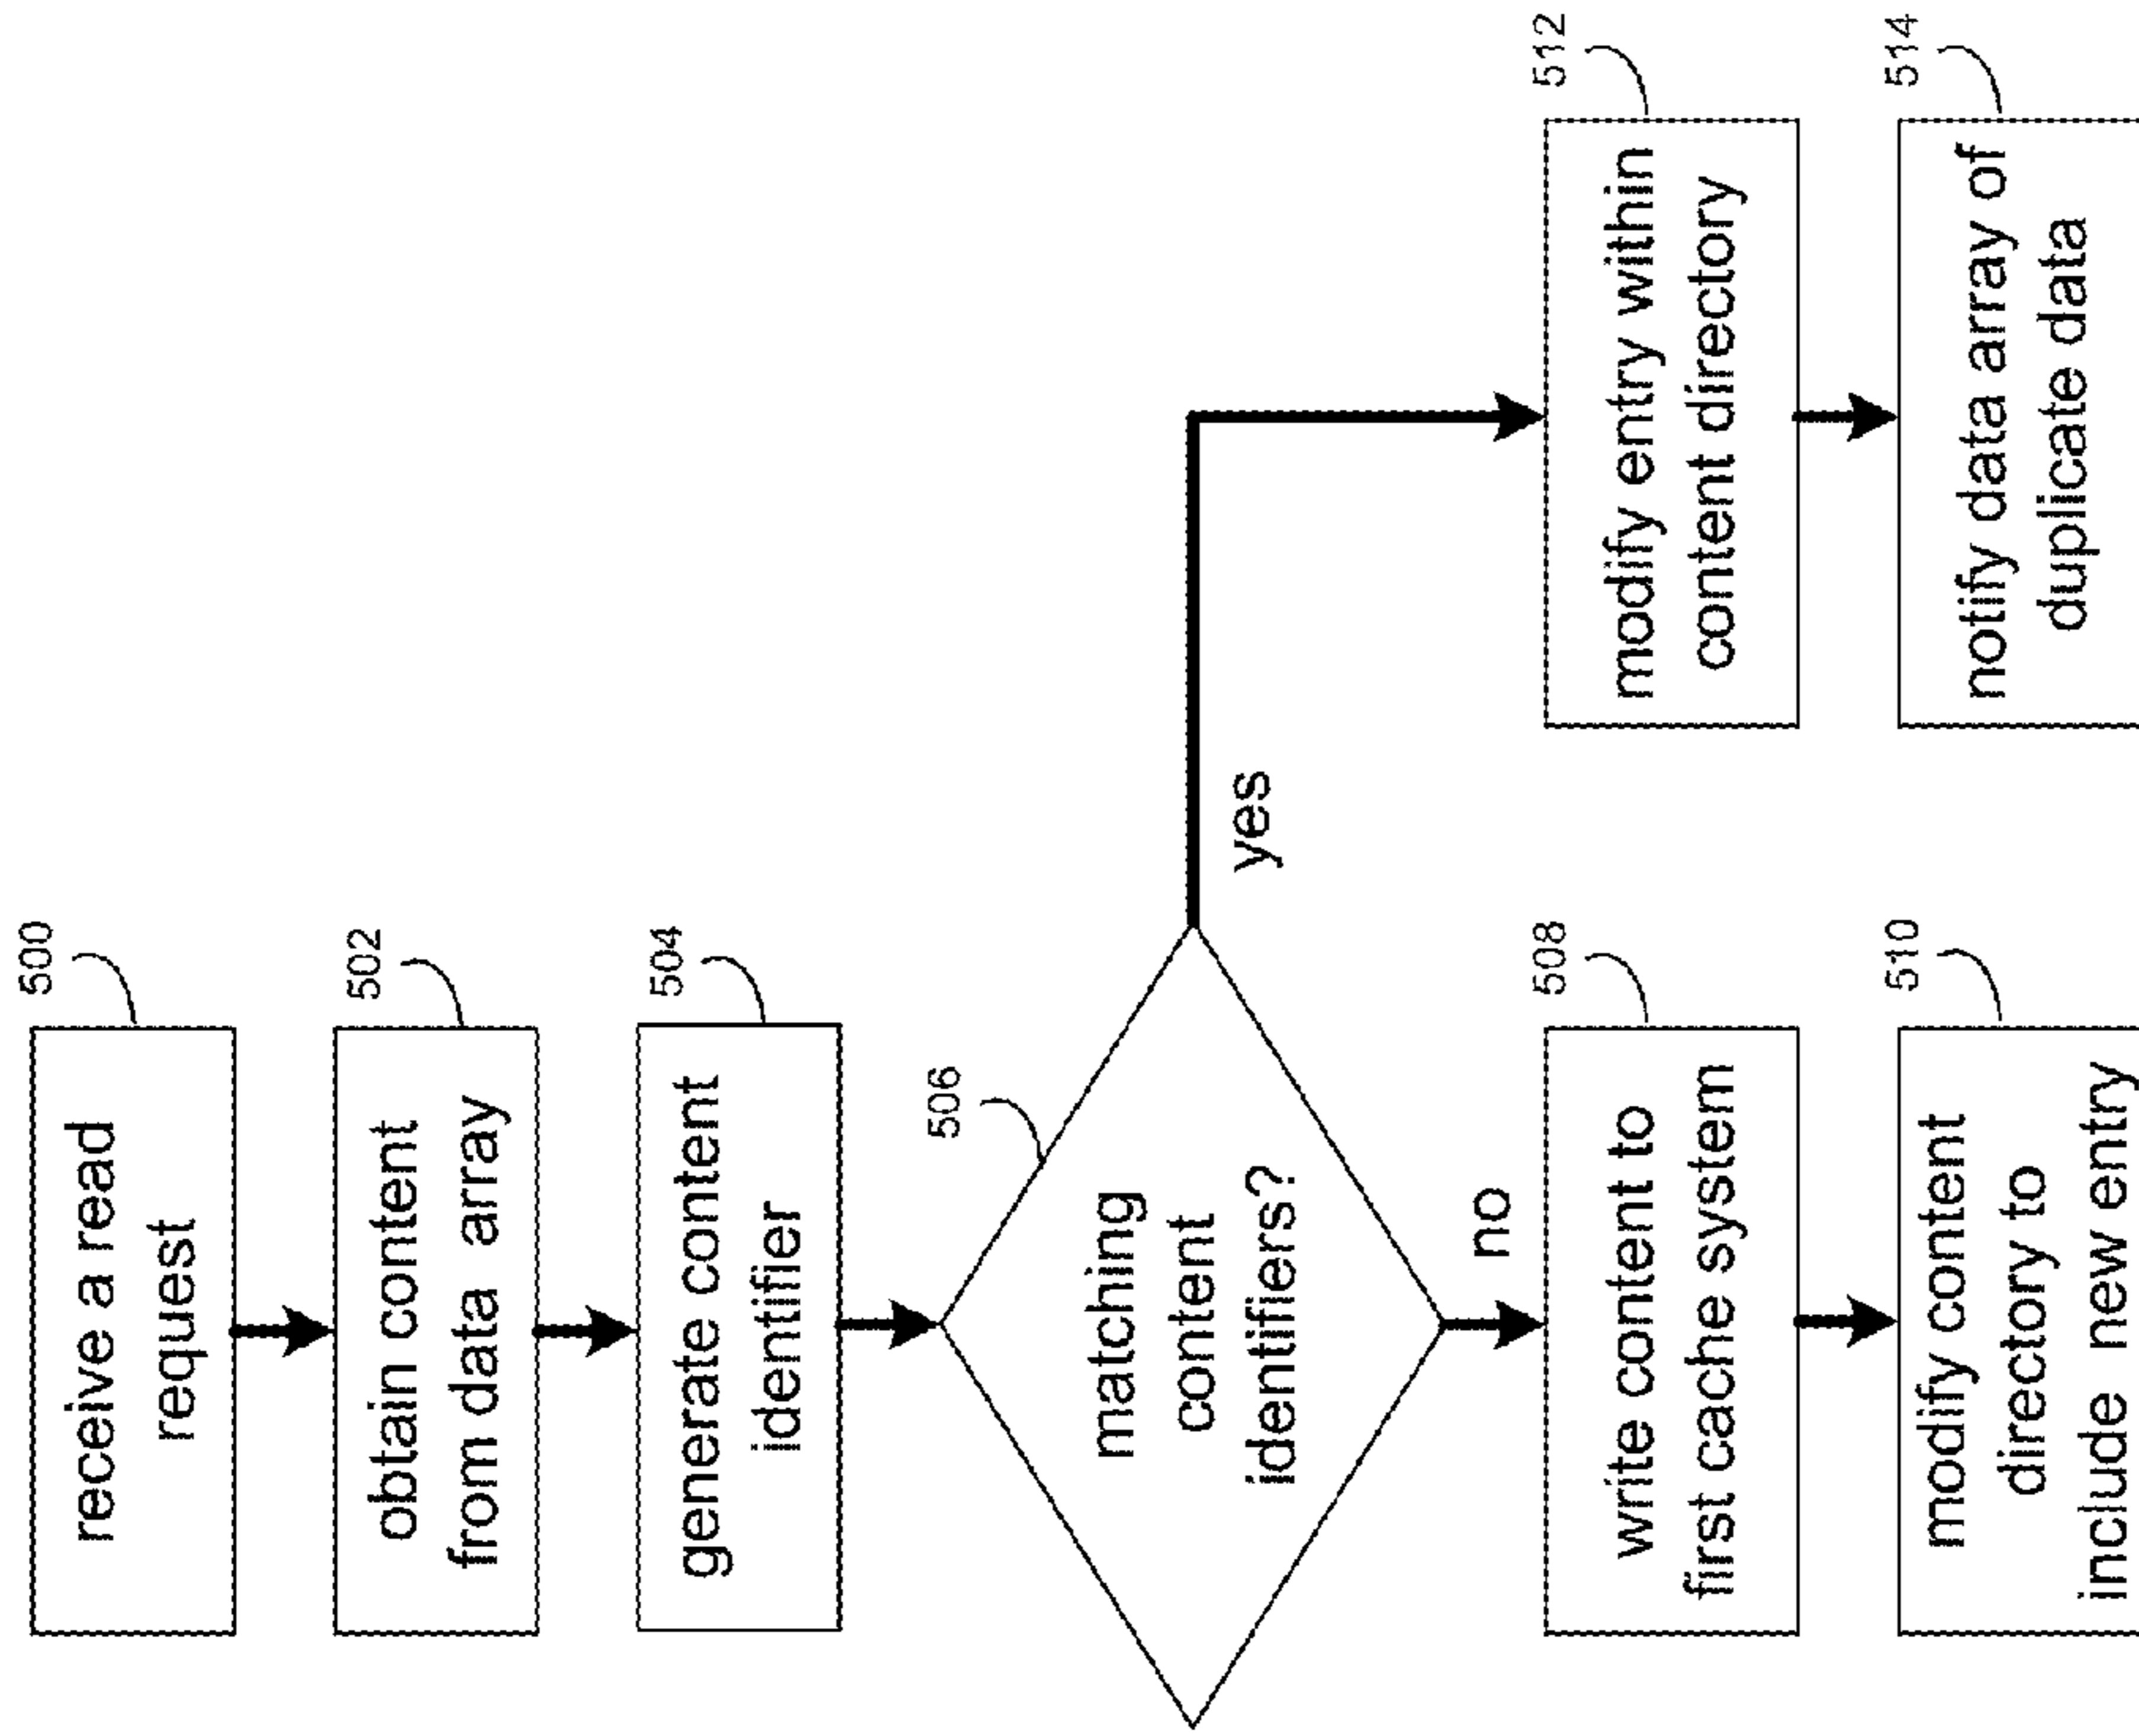 500
receive a read
request
502
obtain content
from data array
504
generate content
identifier
506
matching
content
identifiers?
yes
no
508
write content to
first cache system
510
modify content
directory to
include new entry
512
modify entry within
content directory
514
notify data array of
duplicate data